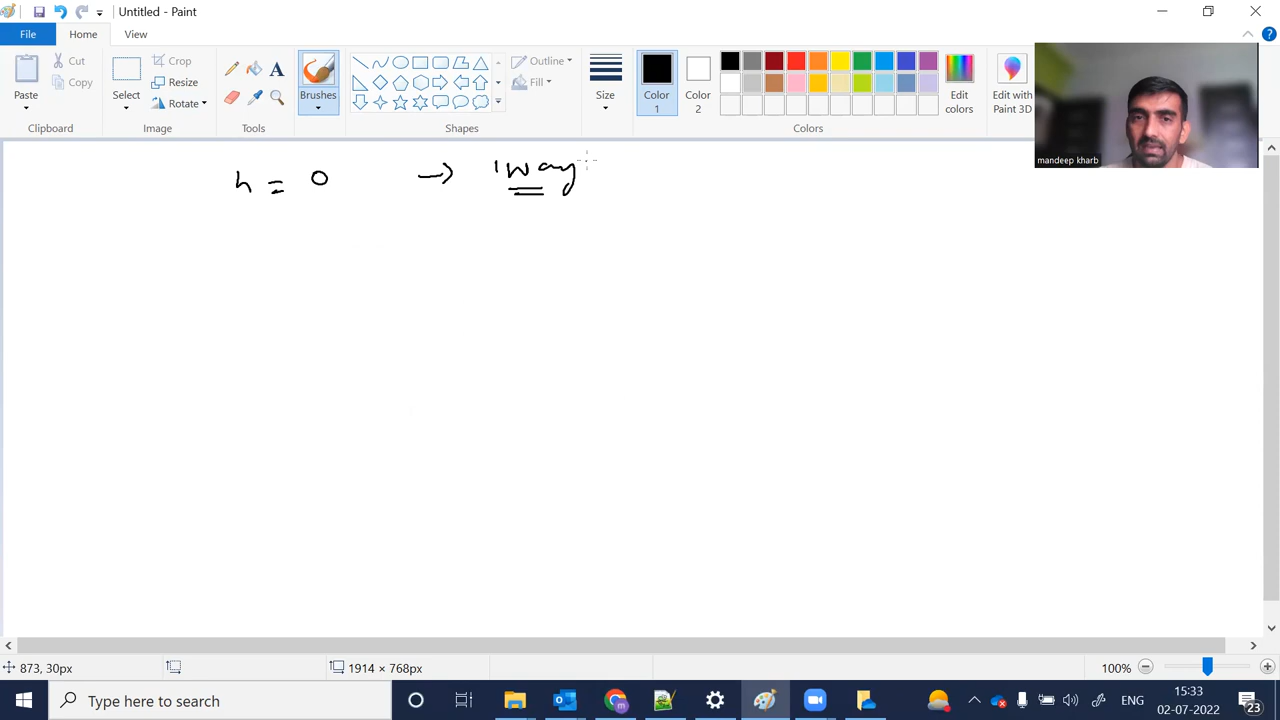 Untitled - Paint
File Home View
Paste
Cut
Copy
Clipboard
Select
Crop
Resize
Rotate
Image
A
Tools
Brushes
Outline
Fill
Shapes
Size
Color 1
Color 2
Edit colors
Colors
Edit with Paint 3D
mandeep kharb
h = 0 → 1 way
873, 30px
1914 × 768px
100%
Type here to search
ENG
15:33
02-07-2022
23